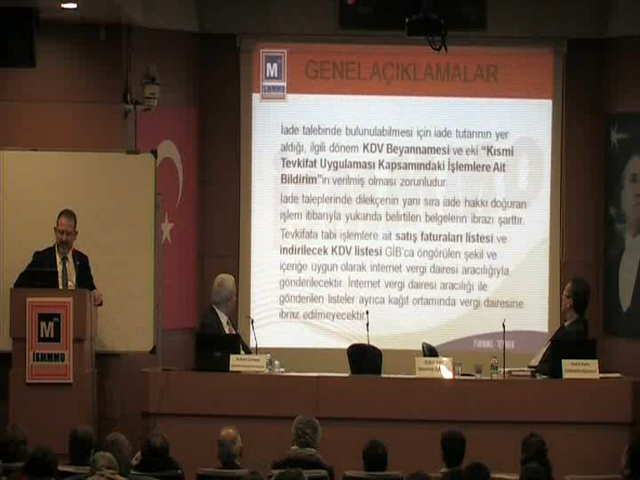 GENEL AÇIKLAMALAR
M
İSMMMO
İade talebinde bulunulabilmesi için iade tutarının yer
aldığı, ilgili dönem KDV Beyannamesi ve eki “Kısmi
Tevkifat Uygulaması Kapsamındaki İşlemlere Ait
Bildirim”in verilmiş olması zorunludur.
İade taleplerinde dilekçenin yanı sıra iade hakkı doğuran
işlem itibarıyla yukarıda belirtilen belgelerin ibrazı şarttır.
Tevkifata tabi işlemlere ait satış faturaları listesi ve
indirilecek KDV listesi GİB’ca öngörülen şekil ve
içeriğe uygun olarak internet vergi dairesi aracılığıyla
gönderilecektir. İnternet vergi dairesi aracılığı ile
gönderilen listeler ayrıca kağıt ortamında vergi dairesine
ibraz edilmeyecektir.
M
İSMMMO